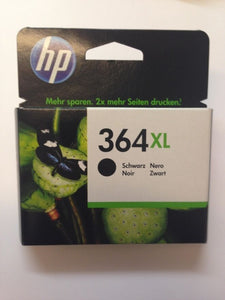 hp
Mehr sparen. 2x mehr Seiten drucken!
364XL
Schwarz Nero
Noir Zwart